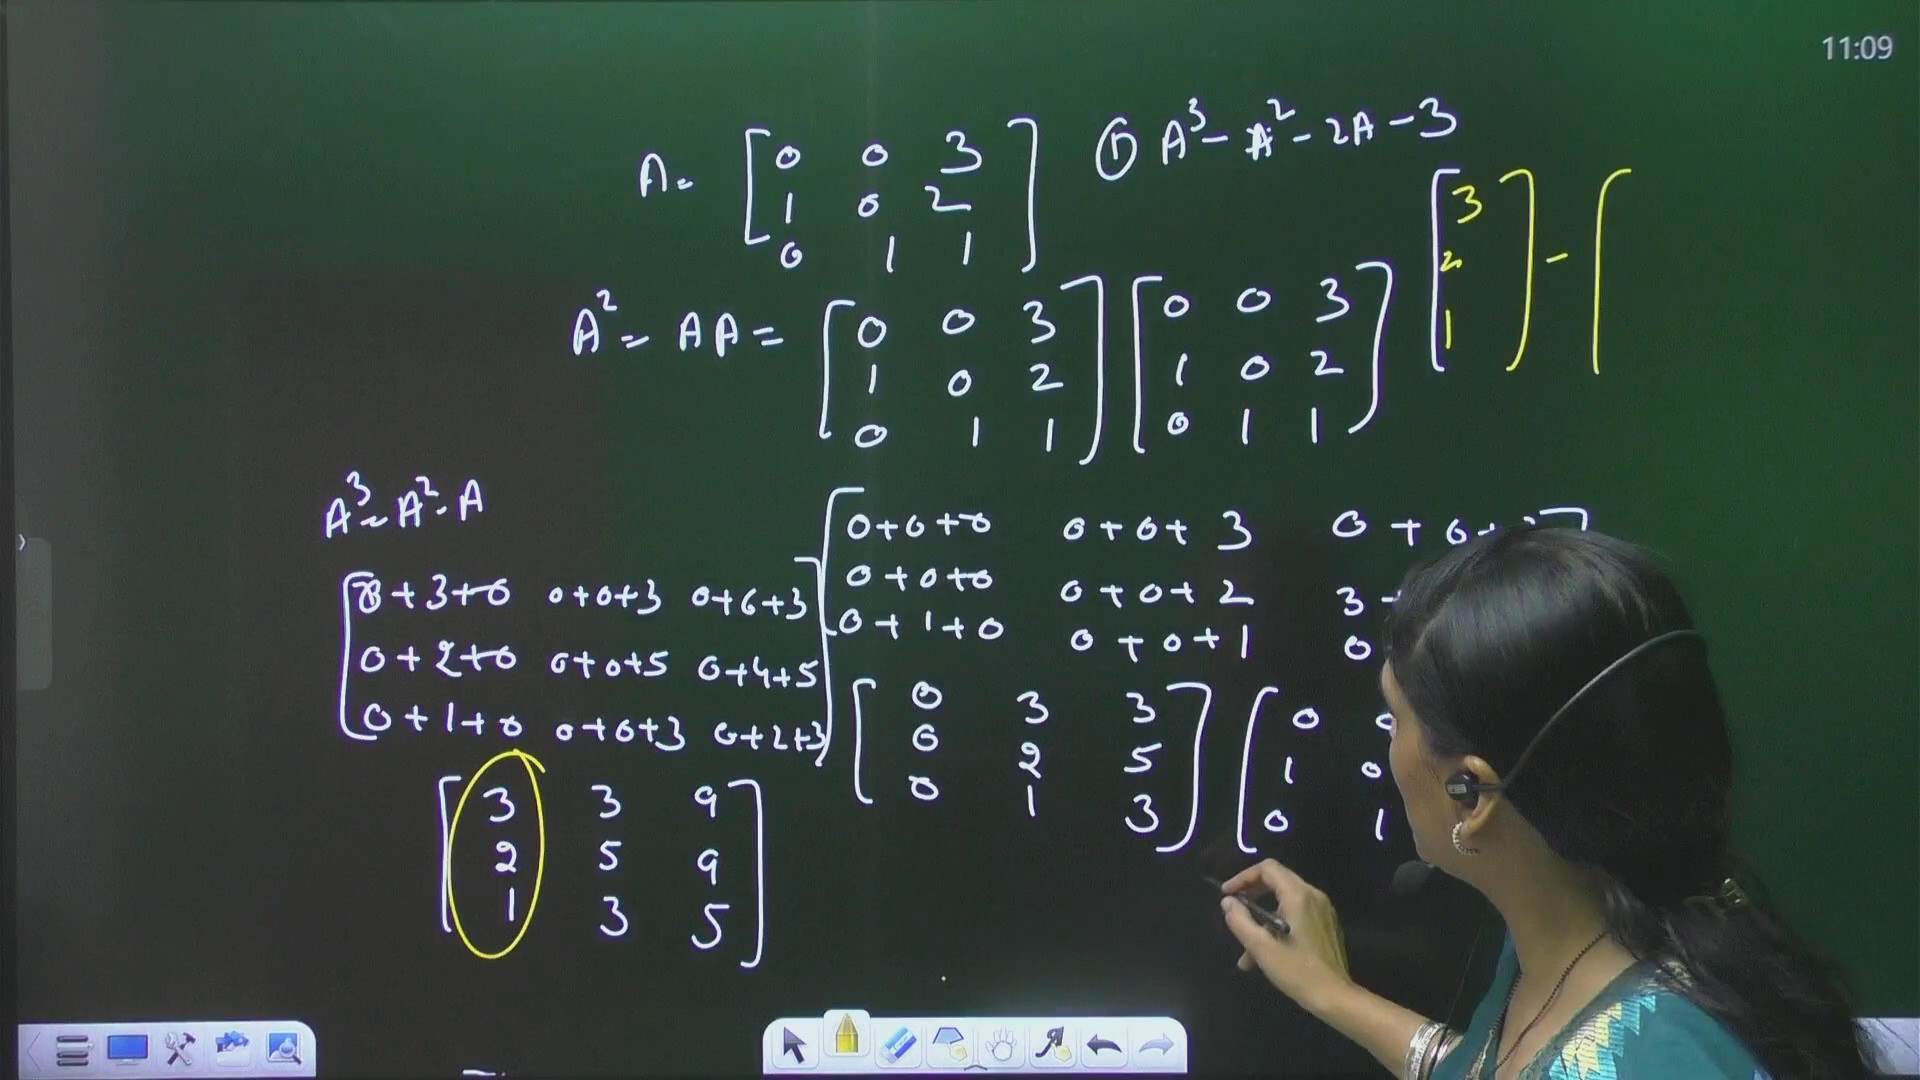 11:09
A = [0 0 3
1 0 2
0 1 1]
① A³ - A² - 2A - 3
[3
2
1] - [
A² = AA = [0 0 3
1 0 2
0 1 1] [0 0 3
1 0 2
0 1 1]
A³ = A² · A
[0+0+0 0+0+3 0+0+
0+0+0 0+0+2 3+
0+1+0 0+0+1 0
0+3+0 0+0+3 0+6+3]
[0+2+0 0+0+5 0+4+5]
[0+1+0 0+0+3 0+2+3]
[0 3 3
0 2 5
0 1 3] [0
1 0
0 1
[3 3 9
2 5 9
1 3 5]